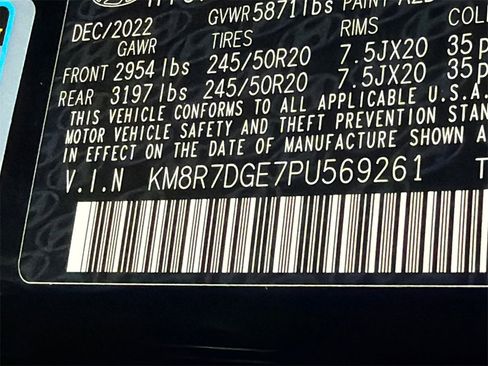 DEC/2022 GVWR 5871 lbs PAINT
GAWR TIRES RIMS
FRONT 2954 lbs 245/50R20 7.5JX20 35
REAR 3197 lbs 245/50R20 7.5JX20 35
THIS VEHICLE CONFORMS TO ALL APPLICABLE U.S.A.
MOTOR VEHICLE SAFETY AND THEFT PREVENTION STAN
IN EFFECT ON THE DATE OF MANUFACTURE SHOWN A
V.I.N KM8R7DGE7PU569261 T